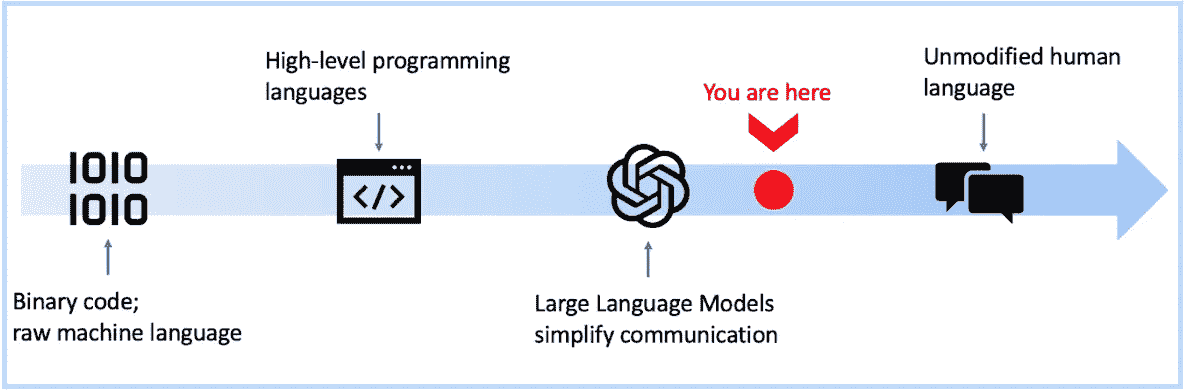 High-level programming
languages
You are here
Unmodified human
language
1010
1010
</>
Binary code;
raw machine language
Large Language Models
simplify communication